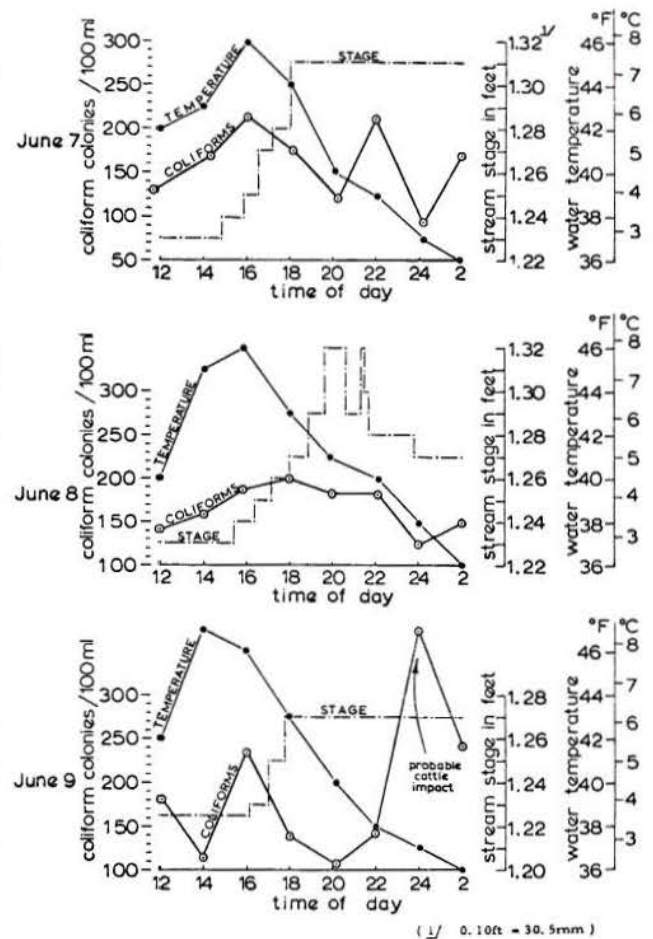 June 7
coliform colonies / 100 ml
300
250
200
150
100
50
TEMPERATURE
COLIFORMS
STAGE
12 14 16 18 20 22 24 2
time of day
stream stage in feet
1.32 1/
1.30
1.28
1.26
1.24
1.22
water temperature
°F °C
46
44
42
40
38
36
8
7
6
5
4
3
June 8
coliform colonies/100ml
300
250
200
150
100
TEMPERATURE
COLIFORMS
STAGE
12 14 16 18 20 22 24 2
time of day
stream stage in feet
1.32
1.30
1.28
1.26
1.24
1.22
water temperature
°F °C
46
44
42
40
38
36
8
7
6
5
4
3
June 9
coliform colonies/100ml
300
250
200
150
100
TEMPERATURE
COLIFORMS
STAGE
probable
cattle
impact
12 14 16 18 20 22 24 2
time of day
stream stage in feet
1.28
1.26
1.24
1.22
1.20
water temperature
°F °C
46
44
42
40
38
36
8
7
6
5
4
3
( 1/ 0.10ft = 30.5mm )